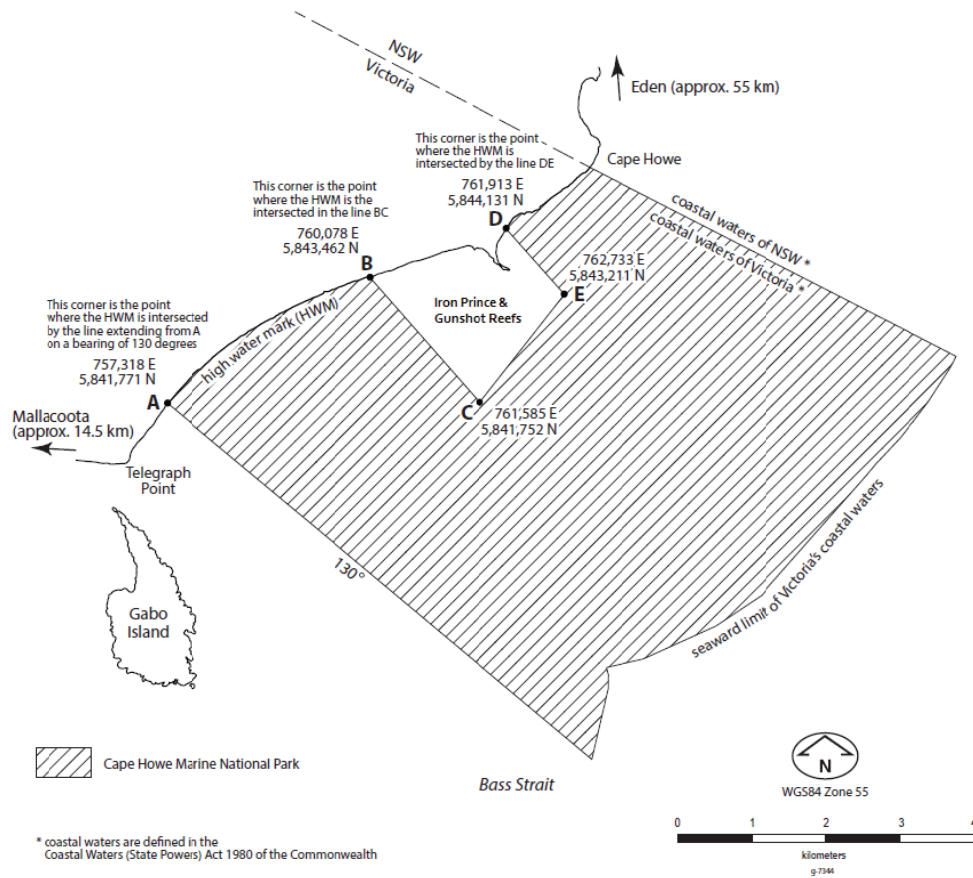 NSW
Victoria
Eden (approx. 55 km)
This corner is the point
where the HWM is
intersected by the line DE
761,913 E
5,844,131 N
D
Cape Howe
This corner is the point
where the HWM is the
intersected in the line BC
760,078 E
5,843,462 N
B
coastal waters of NSW *
coastal waters of Victoria *
762,733 E
5,843,211 N
E
Iron Prince &
Gunshot Reefs
This corner is the point
where the HWM is intersected
by the line extending from A
on a bearing of 130 degrees
757,318 E
5,841,771 N
A
high water mark (HWM)
C
761,585 E
5,841,752 N
Mallacoota
(approx. 14.5 km)
Telegraph
Point
130°
seaward limit of Victoria's coastal waters
Gabo
Island
Cape Howe Marine National Park
Bass Strait
N
WGS84 Zone 55
0 1 2 3 4
kilometers
g-7344
* coastal waters are defined in the
Coastal Waters (State Powers) Act 1980 of the Commonwealth